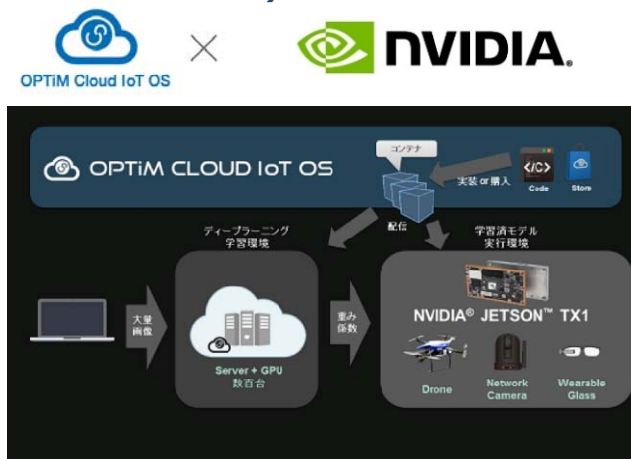 OPTiM Cloud IoT OS
×
NVIDIA.
OPTiM CLOUD IoT OS
コンテナ
実装 or 購入
</C>
Code
Store
配信
ディープラーニング
学習環境
学習済モデル
実行環境
大量
画像
Server + GPU
数百台
重み
係数
NVIDIA® JETSON™ TX1
Drone
Network
Camera
Wearable
Glass